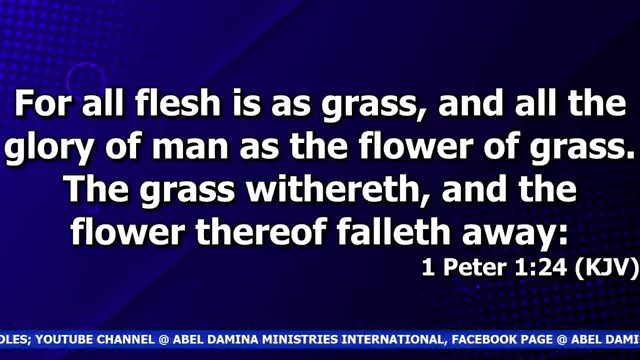 For all flesh is as grass, and all the
glory of man as the flower of grass.
The grass withereth, and the
flower thereof falleth away:
1 Peter 1:24 (KJV)
YOUTUBE CHANNEL @ ABEL DAMINA MINISTRIES INTERNATIONAL, FACEBOOK PAGE @ ABEL